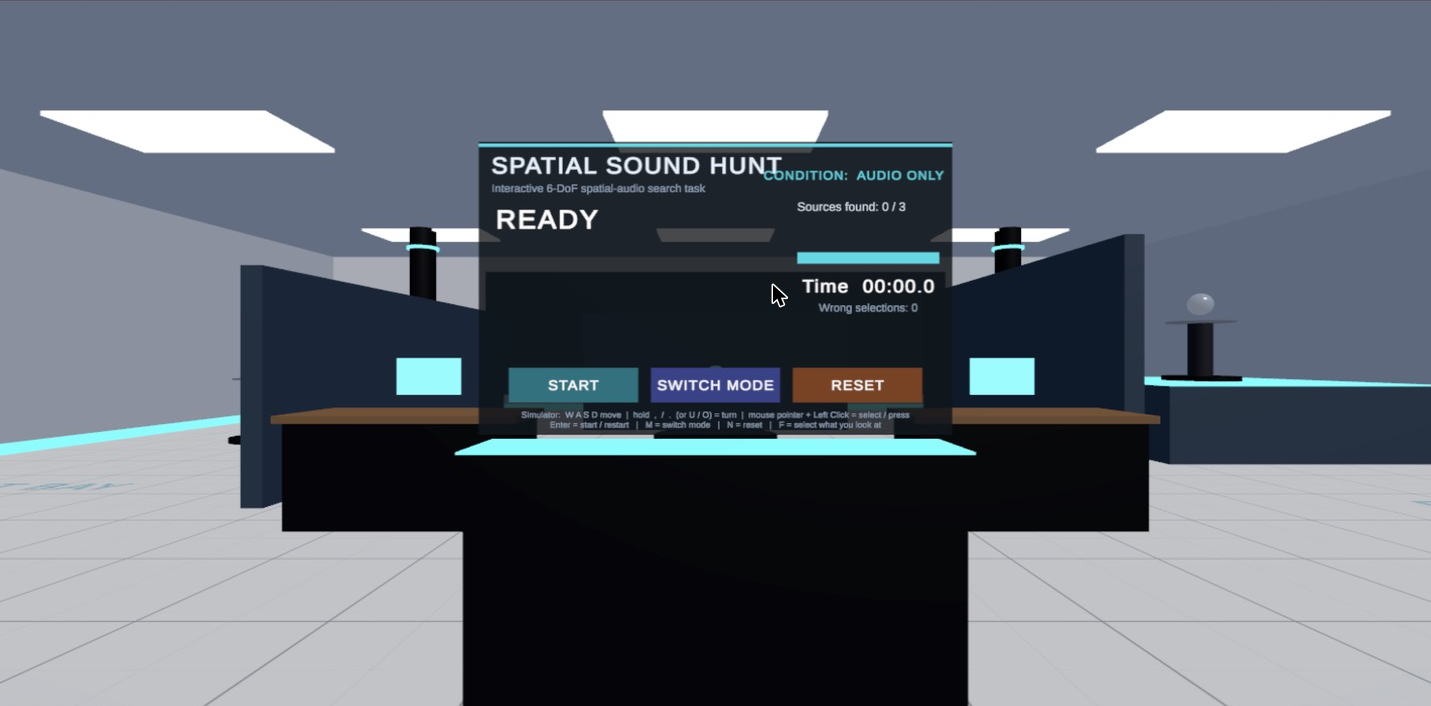 SPATIAL SOUND HUNT
CONDITION: AUDIO ONLY
Interactive 6-DoF spatial-audio search task
Sources found: 0 / 3
READY
Time 00:00.0
Wrong selections: 0
START
SWITCH MODE
RESET
Simulator: W A S D move | hold , / . (or U / O) = turn | mouse pointer + Left Click = select / press
Enter = start / restart | M = switch mode | N = reset | F = select what you look at